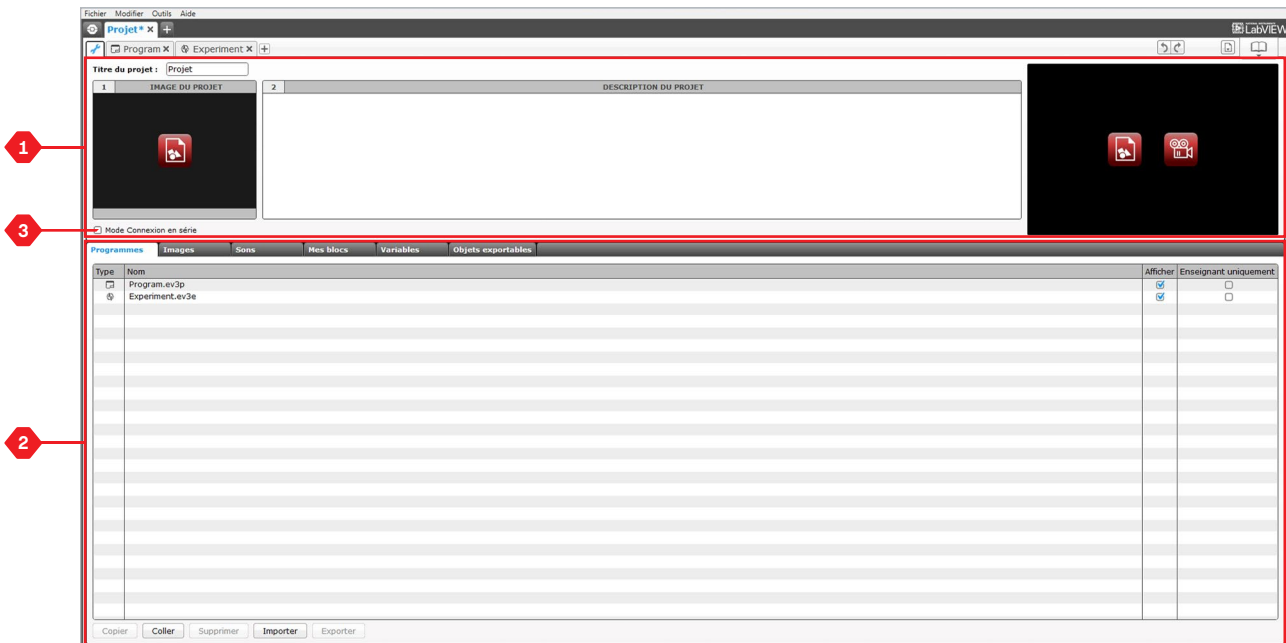 Fichier Modifier Outils Aide
Projet* × +
LabVIEW
Program × Experiment × +
Titre du projet : Projet
1 IMAGE DU PROJET
2 DESCRIPTION DU PROJET
1
3
Mode Connexion en série
Programmes Images Sons Mes blocs Variables Objets exportables
Type Nom Afficher Enseignant uniquement
Program.ev3p
Experiment.ev3e
2
Copier Coller Supprimer Importer Exporter